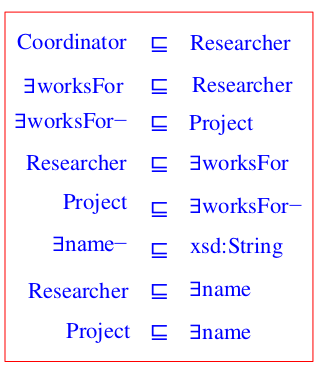 Coordinator ⊑ Researcher
∃worksFor ⊑ Researcher
∃worksFor− ⊑ Project
Researcher ⊑ ∃worksFor
Project ⊑ ∃worksFor−
∃name− ⊑ xsd:String
Researcher ⊑ ∃name
Project ⊑ ∃name